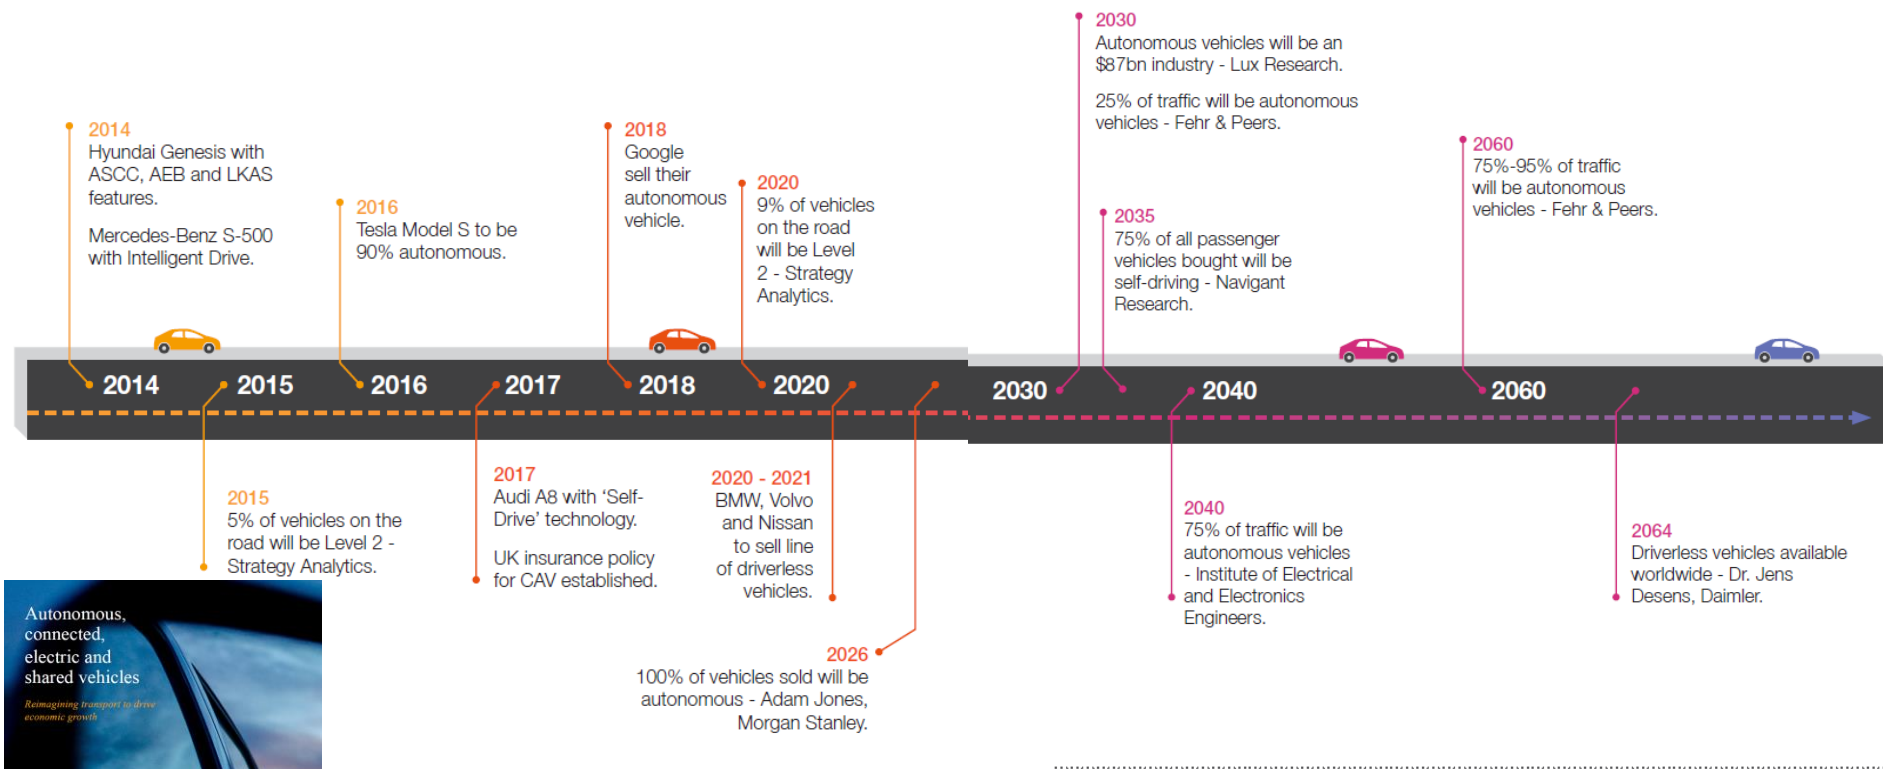 2014
Hyundai Genesis with
ASCC, AEB and LKAS
features.
Mercedes-Benz S-500
with Intelligent Drive.
2016
Tesla Model S to be
90% autonomous.
2018
Google
sell their
autonomous
vehicle.
2020
9% of vehicles
on the road
will be Level
2 - Strategy
Analytics.
2030
Autonomous vehicles will be an
$87bn industry - Lux Research.
25% of traffic will be autonomous
vehicles - Fehr & Peers.
2035
75% of all passenger
vehicles bought will be
self-driving - Navigant
Research.
2060
75%-95% of traffic
will be autonomous
vehicles - Fehr & Peers.
2014 2015 2016 2017 2018 2020 2030 2040 2060
2015
5% of vehicles on the
road will be Level 2 -
Strategy Analytics.
2017
Audi A8 with ‘Self-
Drive’ technology.
UK insurance policy
for CAV established.
2020 - 2021
BMW, Volvo
and Nissan
to sell line
of driverless
vehicles.
2026
100% of vehicles sold will be
autonomous - Adam Jones,
Morgan Stanley.
2040
75% of traffic will be
autonomous vehicles
- Institute of Electrical
and Electronics
Engineers.
2064
Driverless vehicles available
worldwide - Dr. Jens
Desens, Daimler.
Autonomous,
connected,
electric and
shared vehicles
Reimagining transport to drive
economic growth